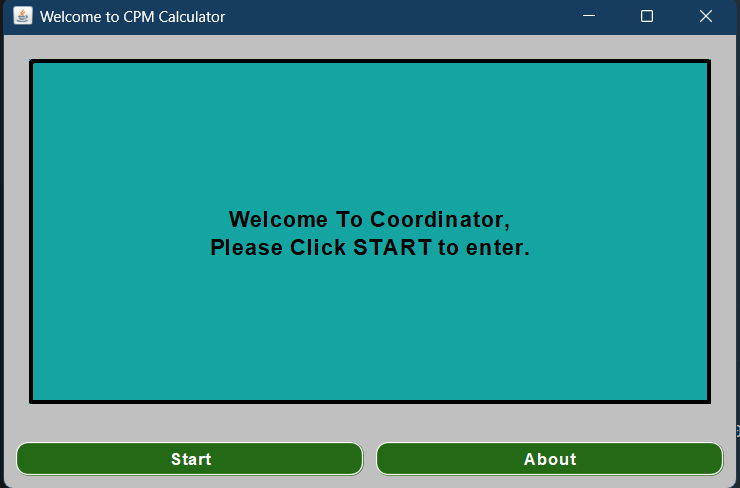 Welcome to CPM Calculator
Welcome To Coordinator,
Please Click START to enter.
Start
About